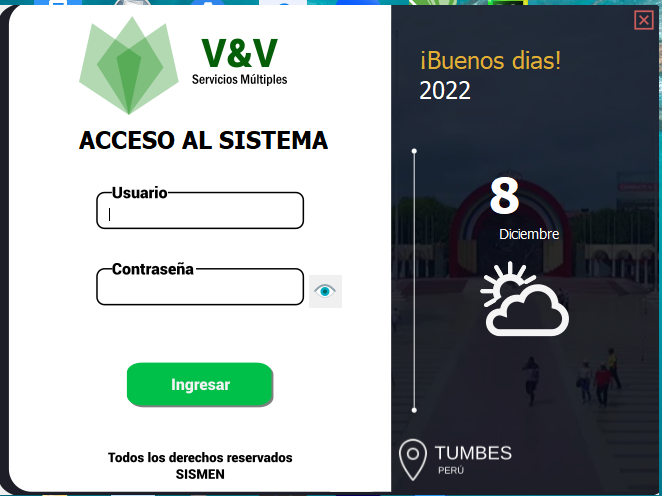 V&V
Servicios Múltiples
ACCESO AL SISTEMA
Usuario
Contraseña
Ingresar
Todos los derechos reservados
SISMEN
¡Buenos dias!
2022
8
Diciembre
TUMBES
PERÚ